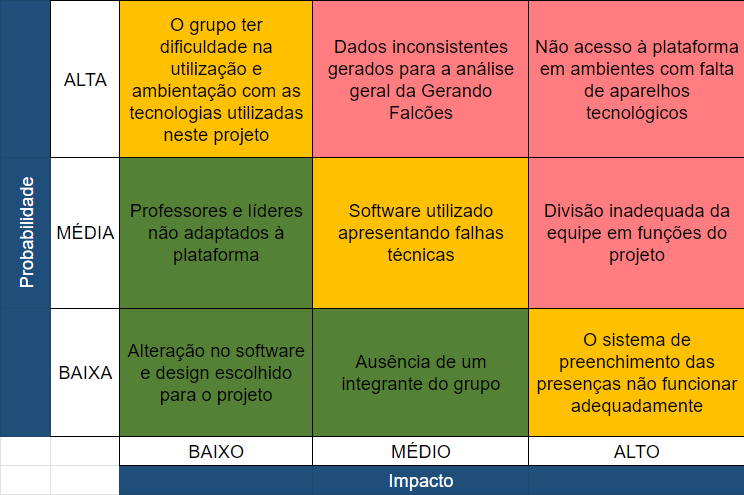 Probabilidade
ALTA
O grupo ter
dificuldade na
utilização e
ambientação com as
tecnologias utilizadas
neste projeto
Dados inconsistentes
gerados para a análise
geral da Gerando
Falcões
Não acesso à plataforma
em ambientes com falta
de aparelhos
tecnológicos
MÉDIA
Professores e líderes
não adaptados à
plataforma
Software utilizado
apresentando falhas
técnicas
Divisão inadequada da
equipe em funções do
projeto
BAIXA
Alteração no software
e design escolhido
para o projeto
Ausência de um
integrante do grupo
O sistema de
preenchimento das
presenças não funcionar
adequadamente
BAIXO
MÉDIO
ALTO
Impacto